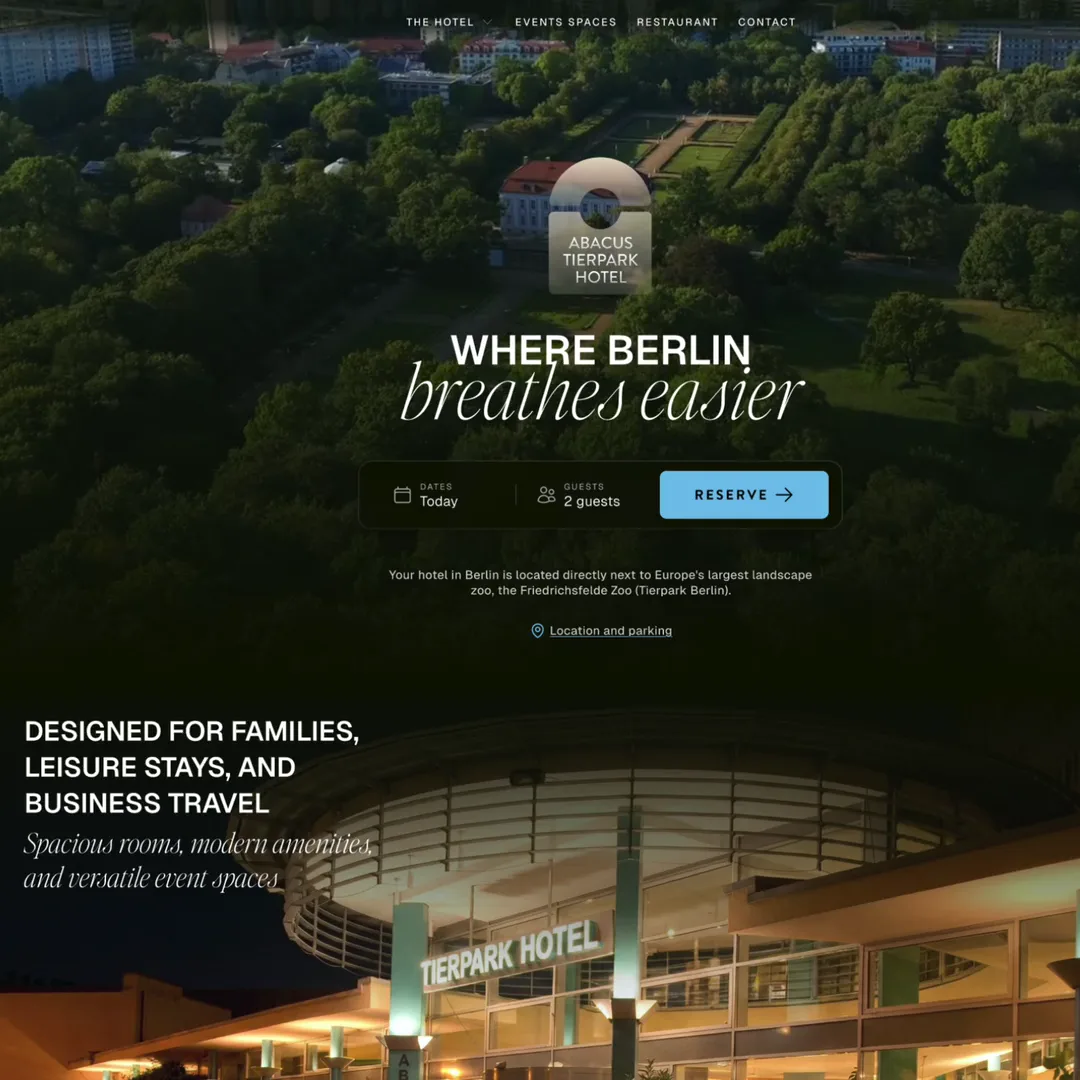 THE HOTEL EVENTS SPACES RESTAURANT CONTACT
ABACUS
TIERPARK
HOTEL
WHERE BERLIN
breathes easier
DATES
Today
GUESTS
2 guests
RESERVE
Your hotel in Berlin is located directly next to Europe's largest landscape
zoo, the Friedrichsfelde Zoo (Tierpark Berlin).
Location and parking
DESIGNED FOR FAMILIES,
LEISURE STAYS, AND
BUSINESS TRAVEL
Spacious rooms, modern amenities,
and versatile event spaces
TIERPARK HOTEL
A
B